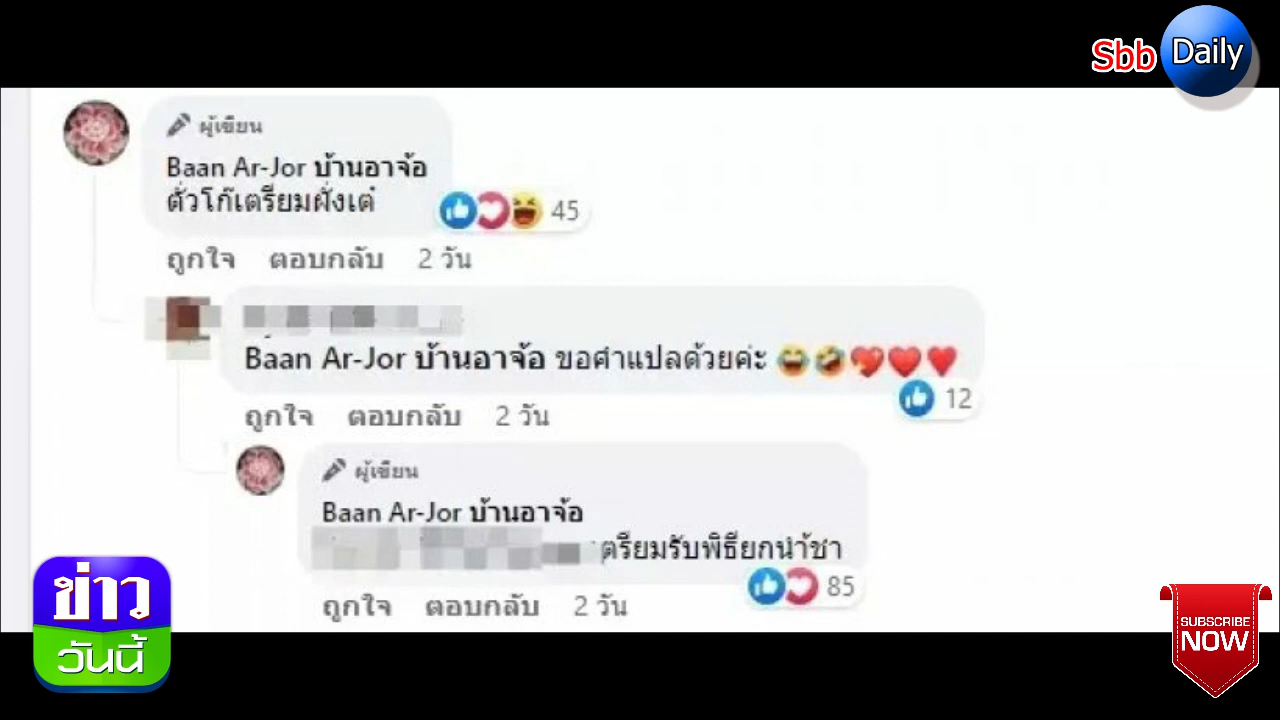 Sbb Daily
ผู้เขียน
Baan Ar-Jor บ้านอาจ้อ
ตั่วโก๊เตรียมฝั่งเต๋
45
ถูกใจ ตอบกลับ 2 วัน
Baan Ar-Jor บ้านอาจ้อ ขอคำแปลด้วยค่ะ
12
ถูกใจ ตอบกลับ 2 วัน
ผู้เขียน
Baan Ar-Jor บ้านอาจ้อ
เตรียมรับพิธียกน้ำชา
85
ถูกใจ ตอบกลับ 2 วัน
ข่าว
วันนี้
SUBSCRIBE
NOW